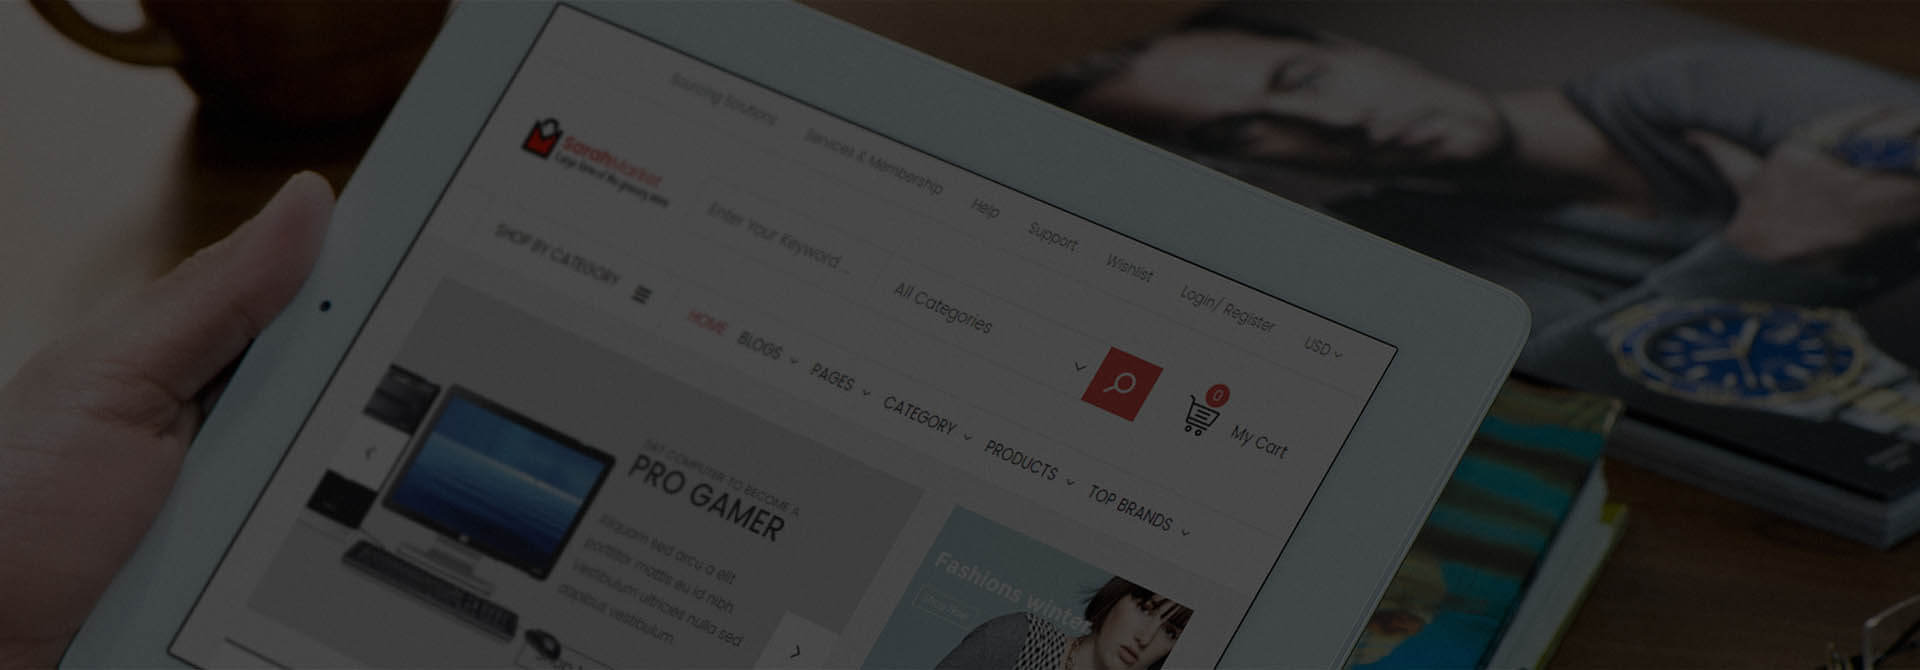 Sourcing Solutions
Services & Membership
Help
Support
Wishlist
Login/ Register
USD
SarahMarket
Enter Your Keyword...
All Categories
0
My Cart
SHOP BY CATEGORY
HOME
BLOGS
PAGES
CATEGORY
PRODUCTS
TOP BRANDS
GET COMPUTER TO BECOME A
PRO GAMER
Aliquam sed arcu a elit
porttitor mattis eu id nibh
vestibulum ultricies nulla sed
dapibus vestibulum.
Fashions winter
Shop Now